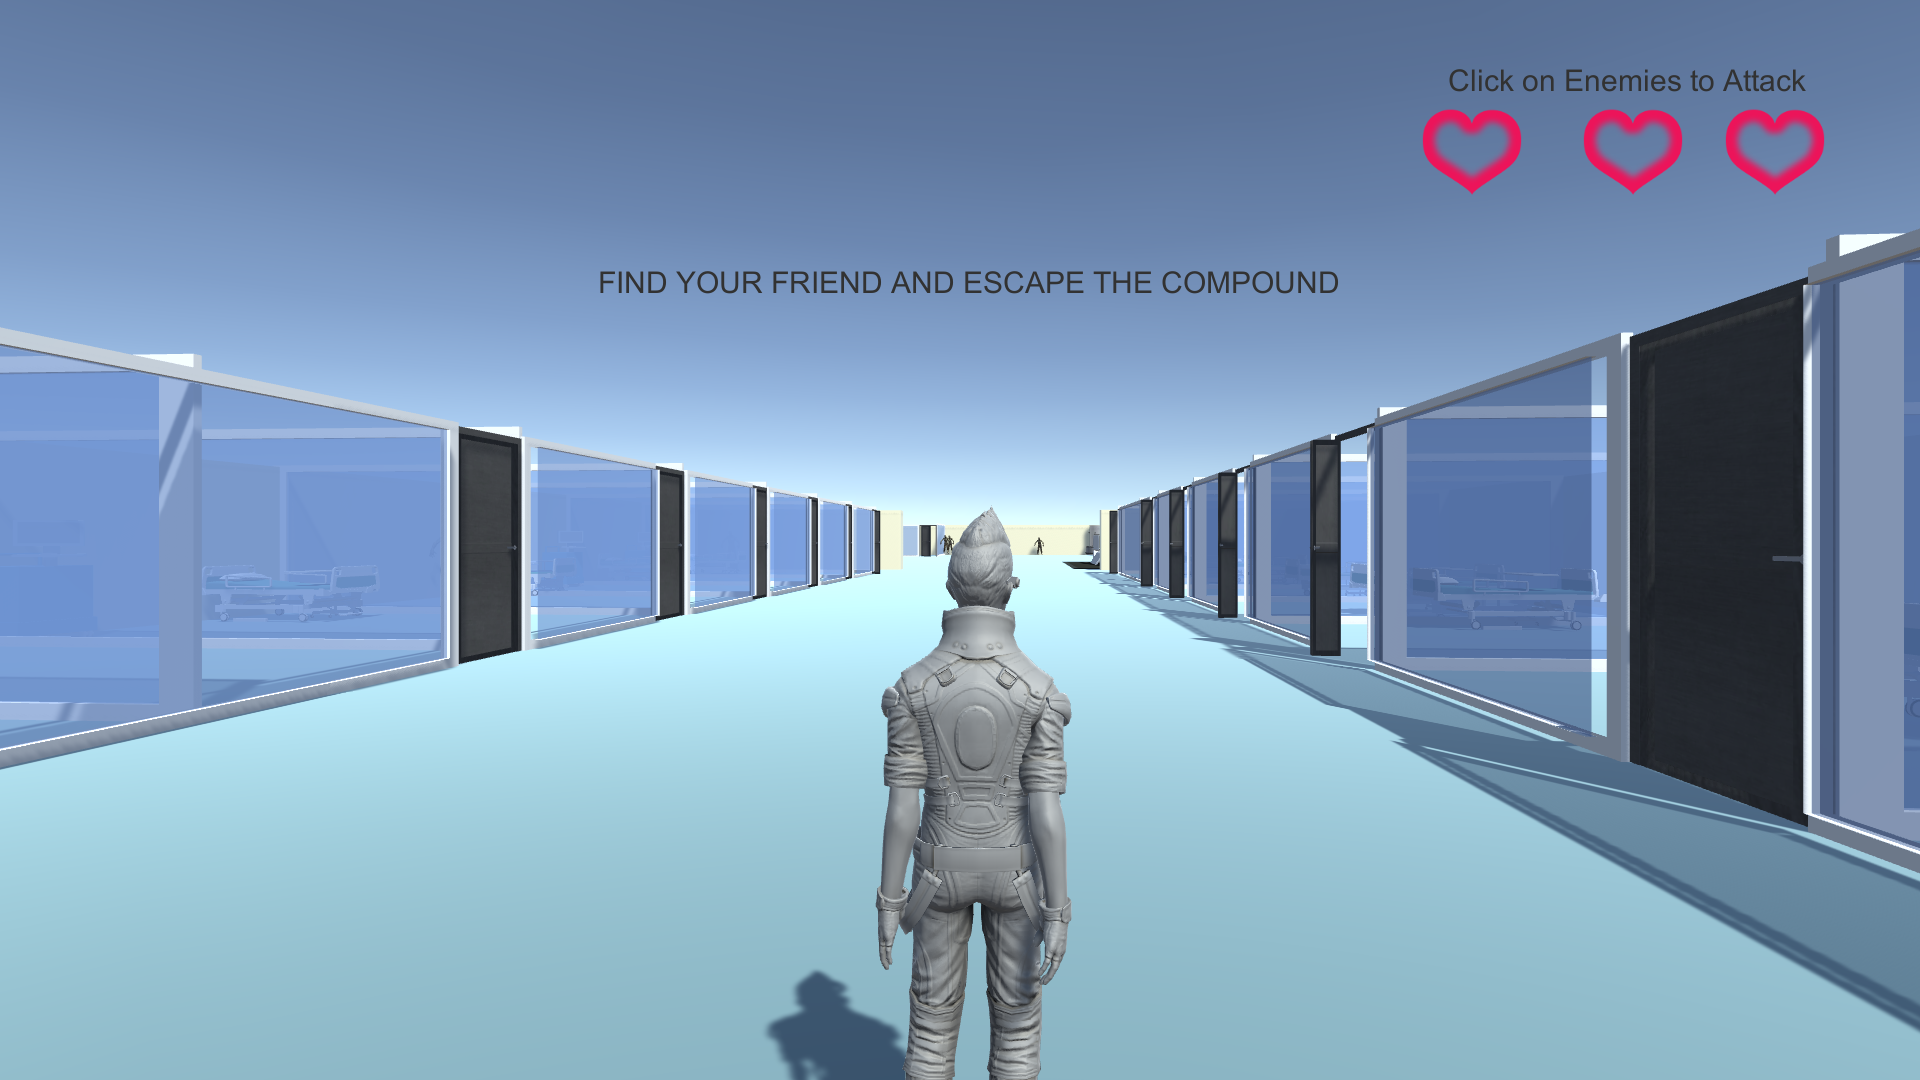 Click on Enemies to Attack
FIND YOUR FRIEND AND ESCAPE THE COMPOUND